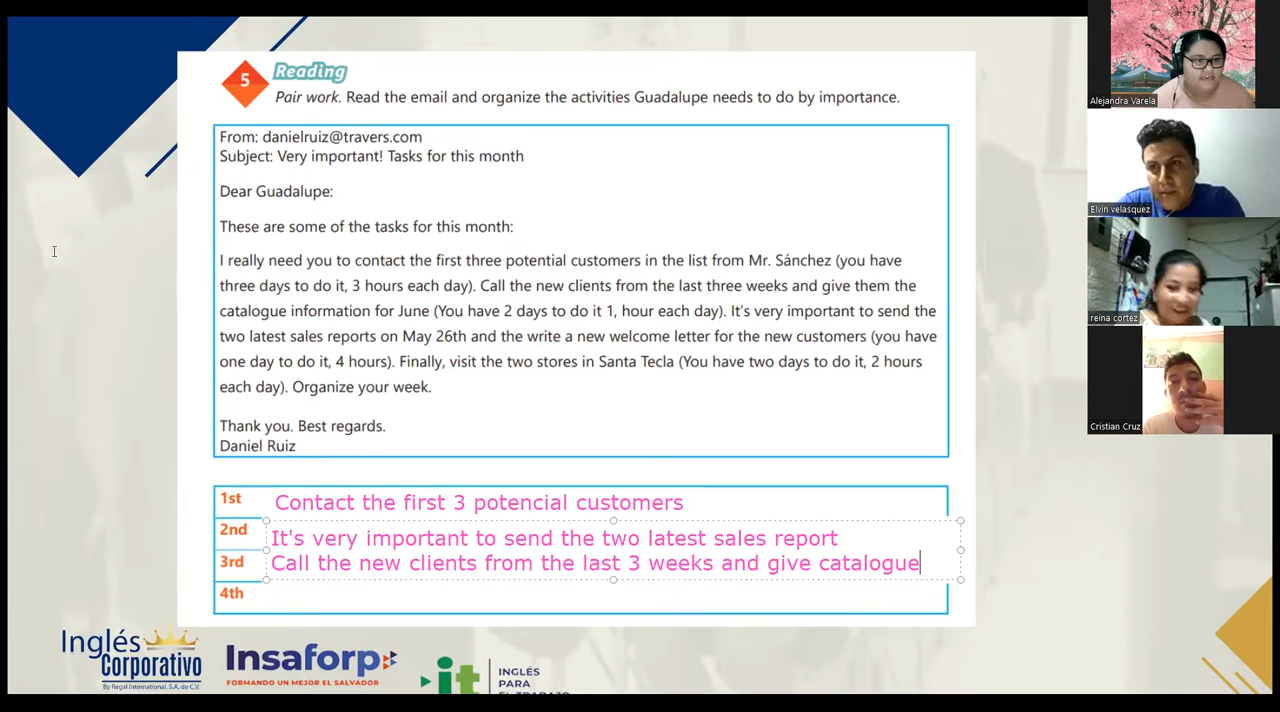 5
Reading
Pair work. Read the email and organize the activities Guadalupe needs to do by importance.
From: danielruiz@travers.com
Subject: Very important! Tasks for this month
Dear Guadalupe:
These are some of the tasks for this month:
I really need you to contact the first three potential customers in the list from Mr. Sánchez (you have
three days to do it, 3 hours each day). Call the new clients from the last three weeks and give them the
catalogue information for June (You have 2 days to do it 1, hour each day). It's very important to send the
two latest sales reports on May 26th and the write a new welcome letter for the new customers (you have
one day to do it, 4 hours). Finally, visit the two stores in Santa Tecla (You have two days to do it, 2 hours
each day). Organize your week.
Thank you. Best regards.
Daniel Ruiz
1st Contact the first 3 potencial customers
2nd It's very important to send the two latest sales report
3rd Call the new clients from the last 3 weeks and give catalogue
4th
Inglés
Corporativo
By Regal International, S.A. de C.V.
Insaforp
FORMANDO UN MEJOR EL SALVADOR
it
INGLÉS
PARA
EL TRABAJO
Alejandra Varela
Elvin velasquez
reina cortez
Cristian Cruz